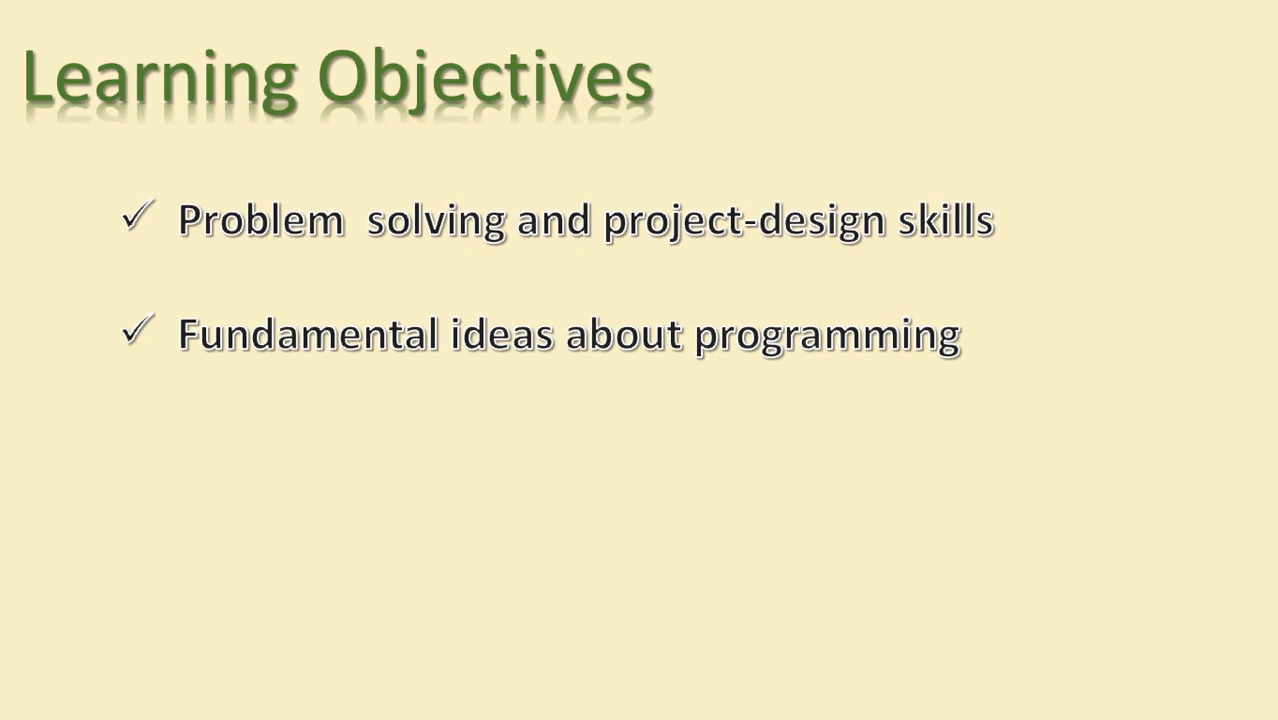 Learning Objectives
✓ Problem  solving and project-design skills
✓ Fundamental ideas about programming